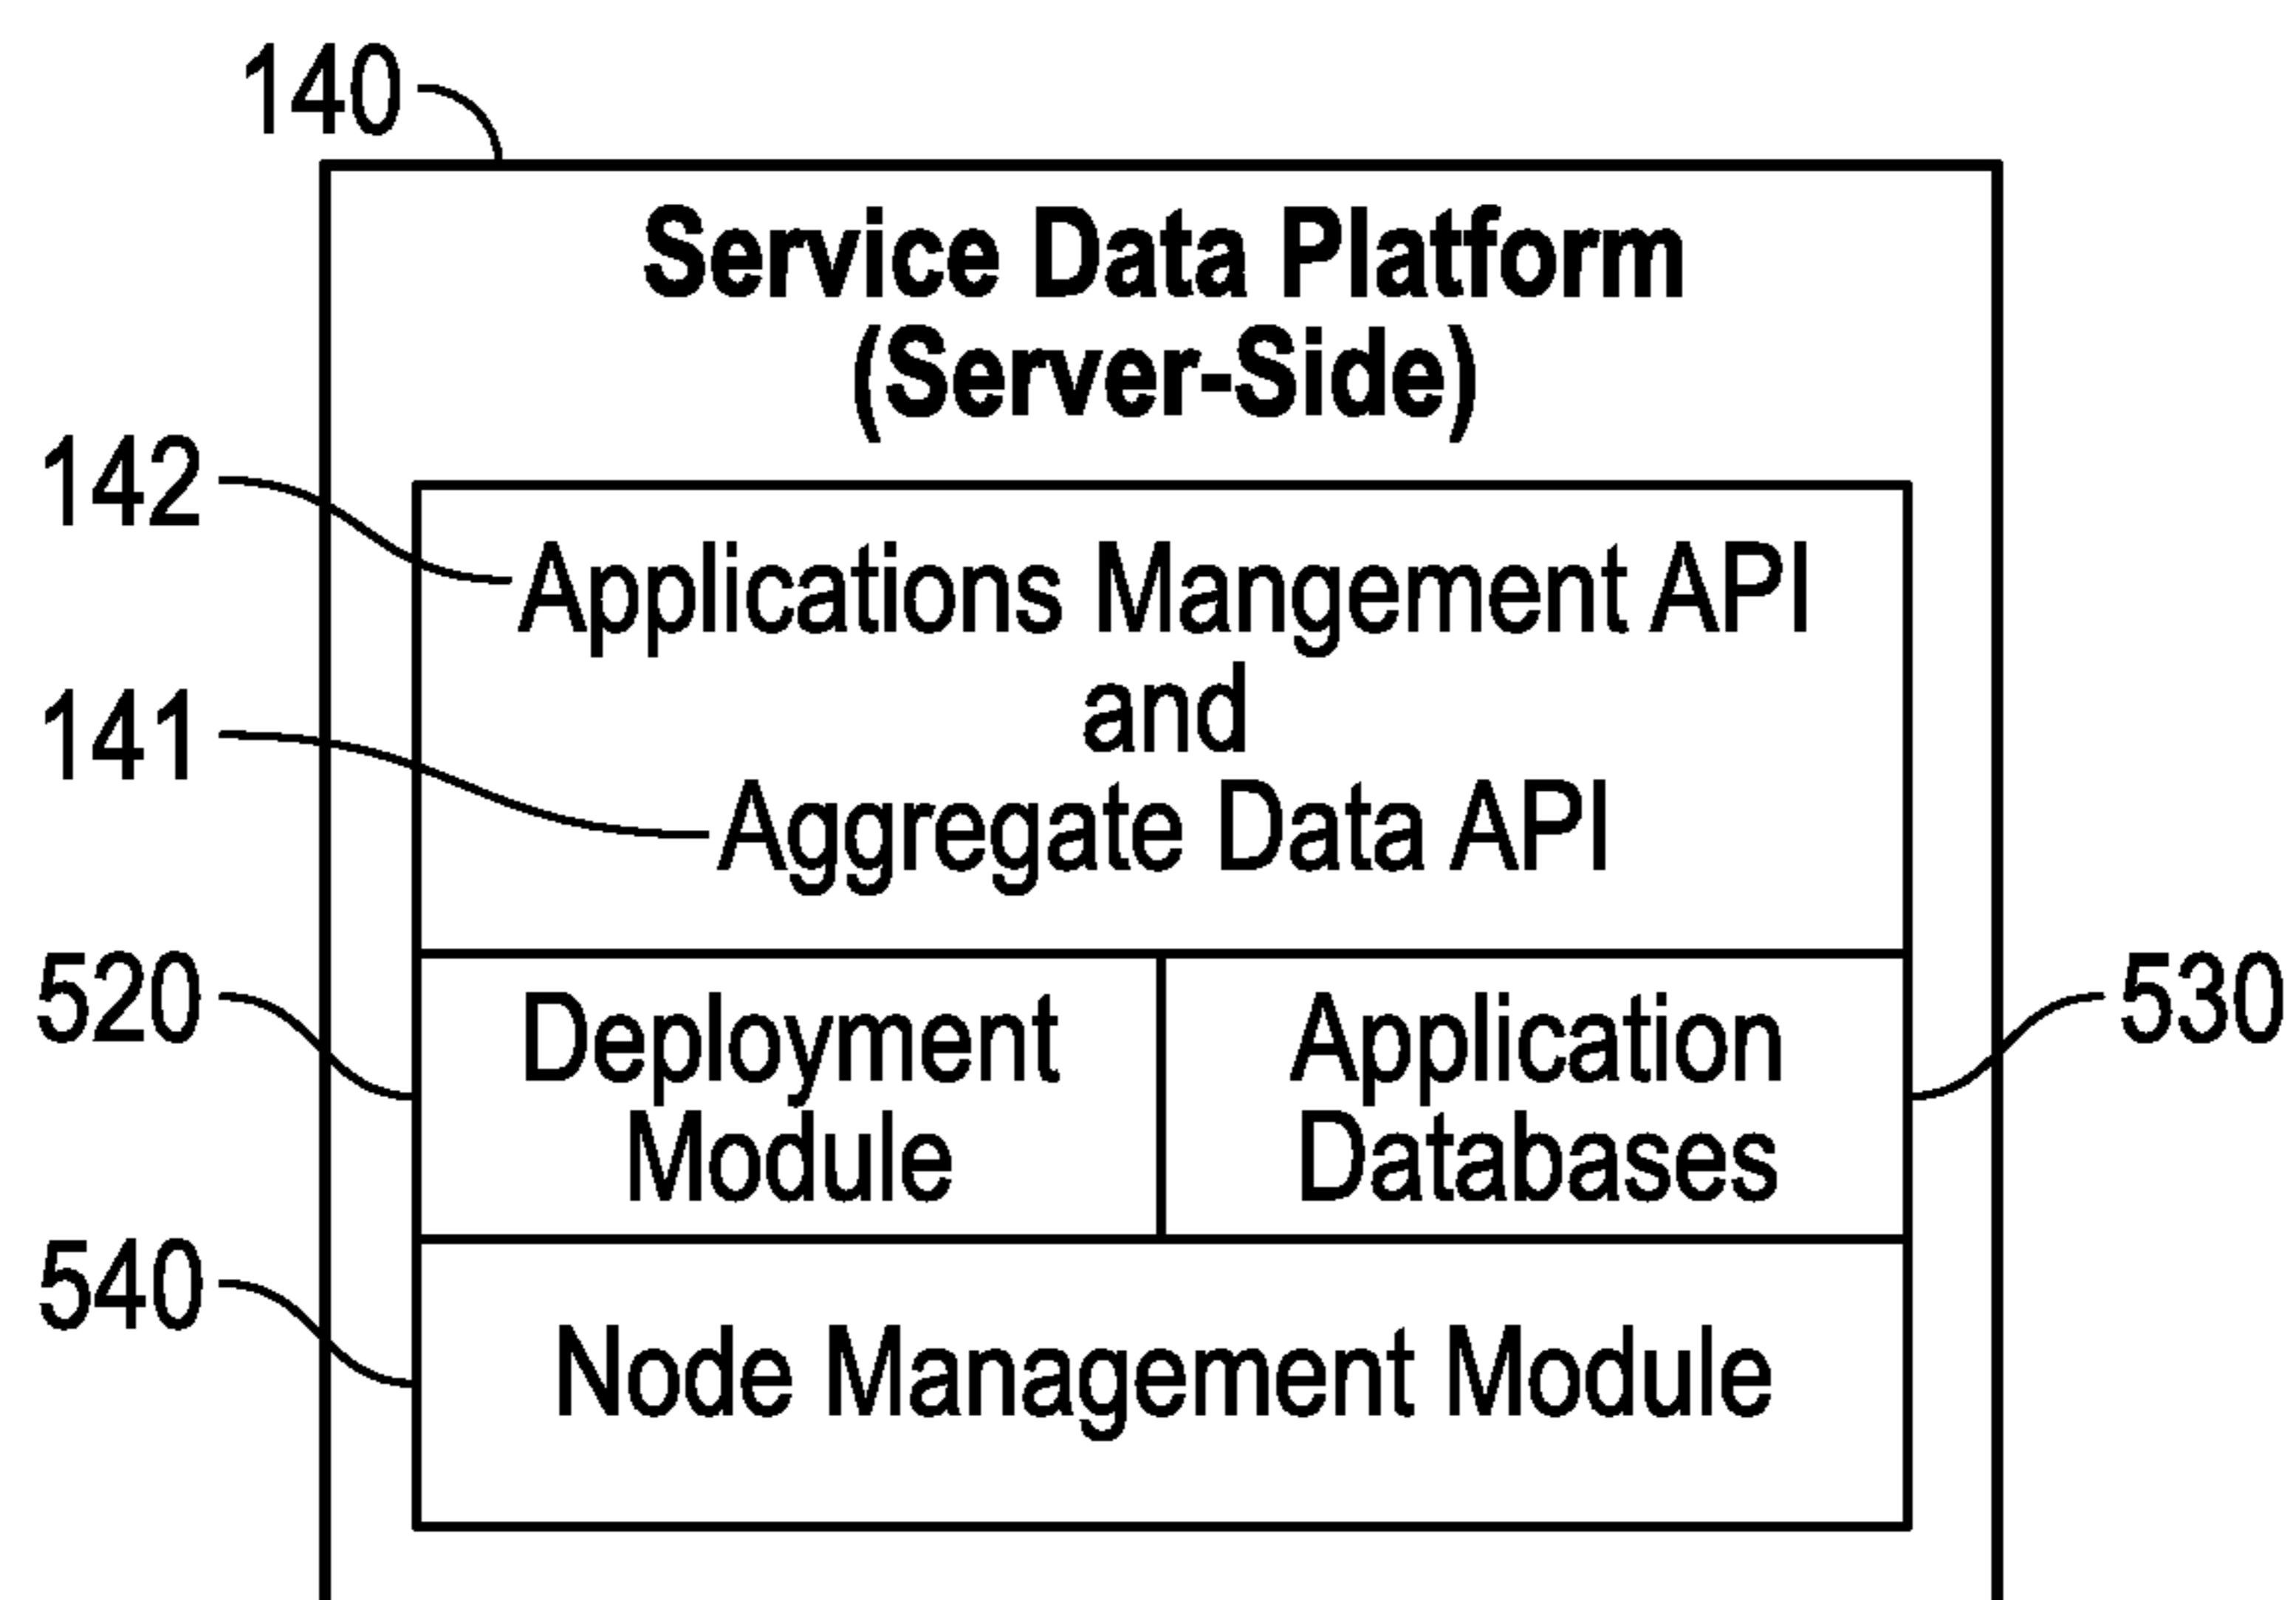 140
Service Data Platform
(Server-Side)
142
Applications Mangement API
and
141
Aggregate Data API
520
Deployment
Module
Application
Databases
530
540
Node Management Module